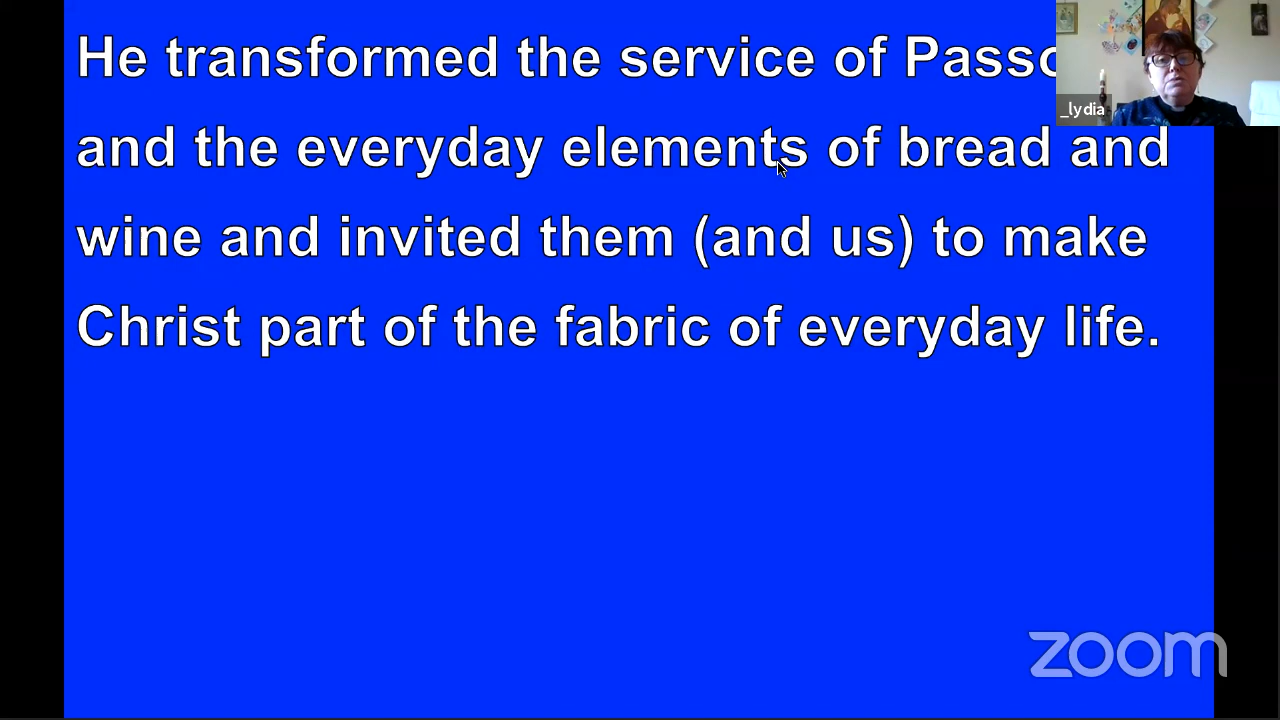 He transformed the service of
and the everyday elements of bread and
wine and invited them (and us) to make
Christ part of the fabric of everyday life.
_lydia
zoom